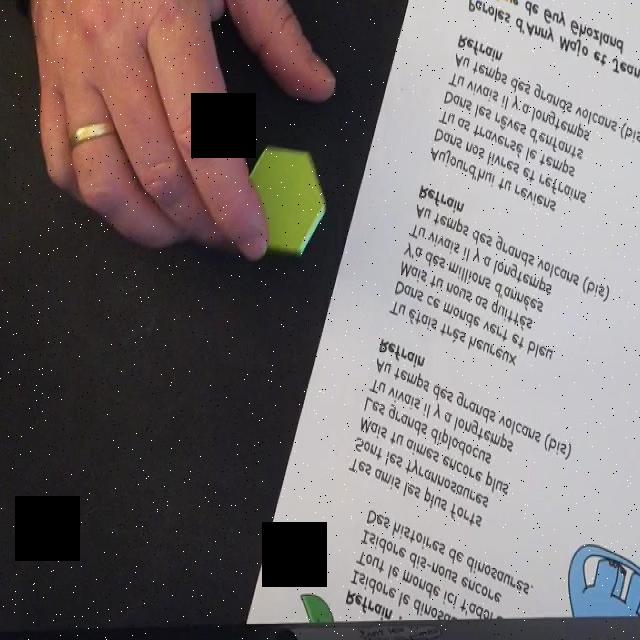 Refrain
Isidore le
Tout le monde ici t'adore
Isidore dis-nous encore
Des histoires de dinosaures.
Tes amis les plus forts
Sont les tyrannosaures
Mais tu aimes encore plus
Les grands diplodocus
Tu vivais il y a longtemps
Au temps des grands volcans (bis)
Refrain
Tu étais très heureux
Dans ce monde vert et bleu
Mais tu nous as quittés
Y'a des millions d'années
Tu vivais il y a longtemps
Au temps des grands volcans (bis)
Refrain
Aujourd'hui tu reviens
Dans nos livres et refrains
Tu as traversé le temps
Dans les rêves d'enfants
Tu vivais il y a longtemps
Au temps des grands volcans (bis
Refrain
Paroles d'Anny Majo et Jean
de Guy Ghozland